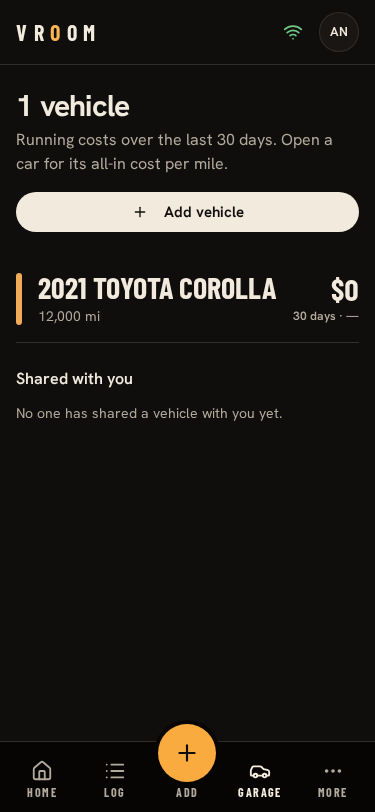 VROOM
AN
1 vehicle
Running costs over the last 30 days. Open a
car for its all-in cost per mile.
+ Add vehicle
2021 TOYOTA COROLLA
$0
12,000 mi
30 days · —
Shared with you
No one has shared a vehicle with you yet.
HOME
LOG
ADD
GARAGE
MORE